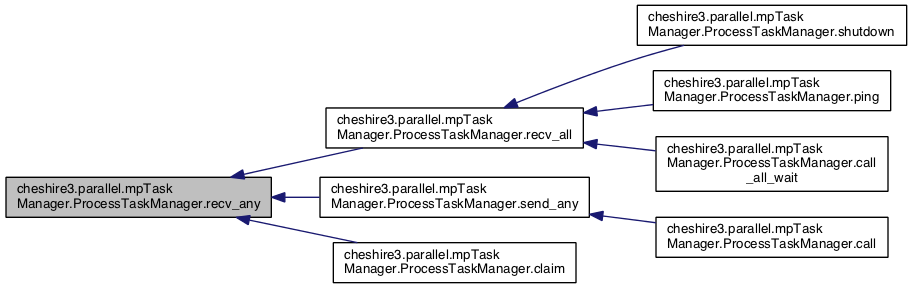 cheshire3.parallel.mpTask
Manager.ProcessTaskManager.shutdown
cheshire3.parallel.mpTask
Manager.ProcessTaskManager.ping
cheshire3.parallel.mpTask
Manager.ProcessTaskManager.recv_all
cheshire3.parallel.mpTask
Manager.ProcessTaskManager.call
_all_wait
cheshire3.parallel.mpTask
Manager.ProcessTaskManager.recv_any
cheshire3.parallel.mpTask
Manager.ProcessTaskManager.send_any
cheshire3.parallel.mpTask
Manager.ProcessTaskManager.call
cheshire3.parallel.mpTask
Manager.ProcessTaskManager.claim